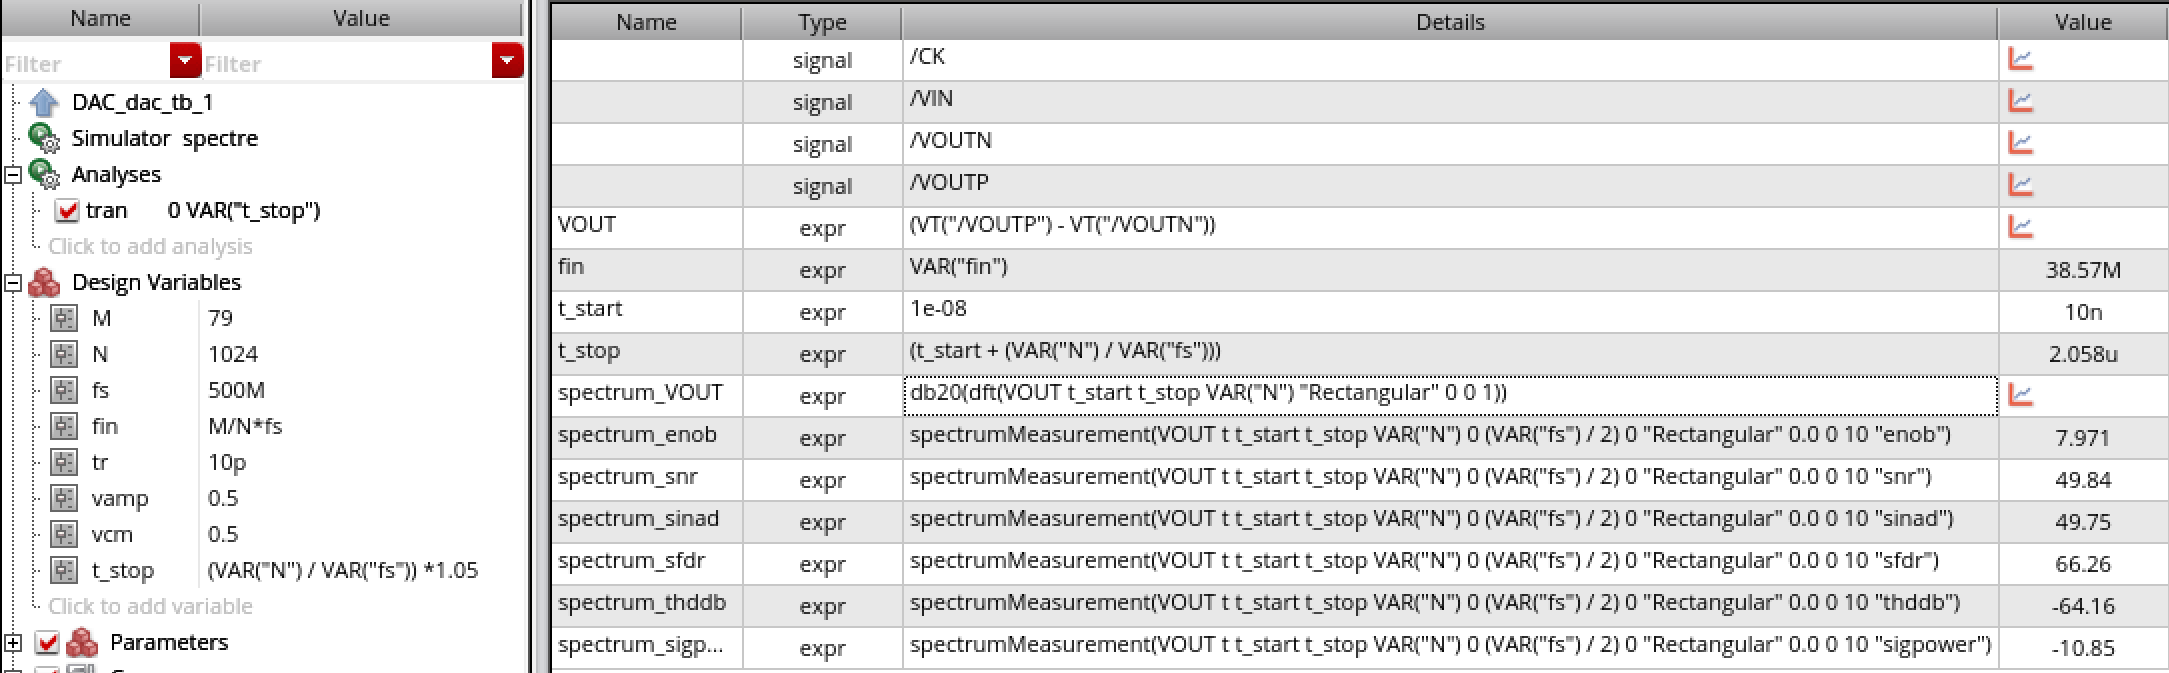 Name Value
Filter Filter
DAC_dac_tb_1
Simulator spectre
Analyses
tran 0 VAR("t_stop")
Click to add analysis
Design Variables
M 79
N 1024
fs 500M
fin M/N*fs
tr 10p
vamp 0.5
vcm 0.5
t_stop (VAR("N") / VAR("fs")) *1.05
Click to add variable
Parameters
Name Type Details Value
signal /CK
signal /VIN
signal /VOUTN
signal /VOUTP
VOUT expr (VT("/VOUTP") - VT("/VOUTN"))
fin expr VAR("fin") 38.57M
t_start expr 1e-08 10n
t_stop expr (t_start + (VAR("N") / VAR("fs"))) 2.058u
spectrum_VOUT expr db20(dft(VOUT t_start t_stop VAR("N") "Rectangular" 0 0 1))
spectrum_enob expr spectrumMeasurement(VOUT t t_start t_stop VAR("N") 0 (VAR("fs") / 2) 0 "Rectangular" 0.0 0 10 "enob") 7.971
spectrum_snr expr spectrumMeasurement(VOUT t t_start t_stop VAR("N") 0 (VAR("fs") / 2) 0 "Rectangular" 0.0 0 10 "snr") 49.84
spectrum_sinad expr spectrumMeasurement(VOUT t t_start t_stop VAR("N") 0 (VAR("fs") / 2) 0 "Rectangular" 0.0 0 10 "sinad") 49.75
spectrum_sfdr expr spectrumMeasurement(VOUT t t_start t_stop VAR("N") 0 (VAR("fs") / 2) 0 "Rectangular" 0.0 0 10 "sfdr") 66.26
spectrum_thddb expr spectrumMeasurement(VOUT t t_start t_stop VAR("N") 0 (VAR("fs") / 2) 0 "Rectangular" 0.0 0 10 "thddb") -64.16
spectrum_sigp... expr spectrumMeasurement(VOUT t t_start t_stop VAR("N") 0 (VAR("fs") / 2) 0 "Rectangular" 0.0 0 10 "sigpower") -10.85